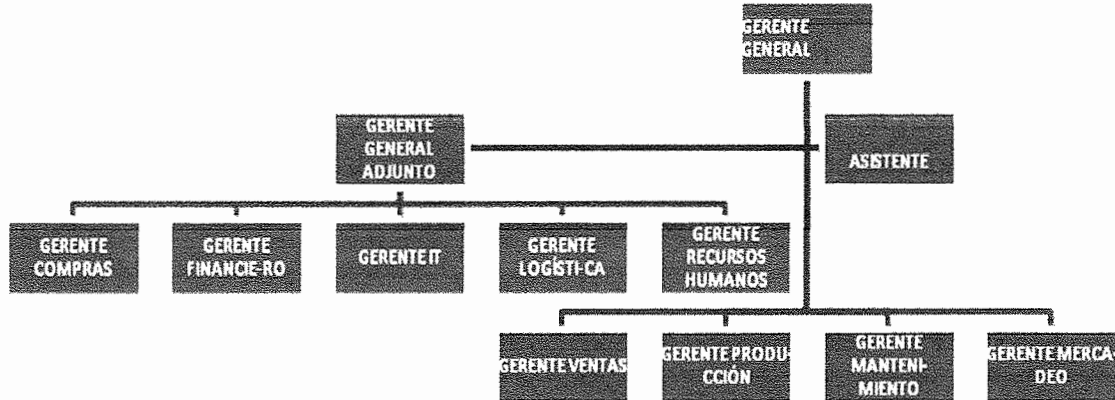 GERENTE
GENERAL
GERENTE
GENERAL
ADJUNTO
ASISTENTE
GERENTE
COMPRAS
GERENTE
FINANCIE-RO
GERENTE IT
GERENTE
LOGÍSTI-CA
GERENTE
RECURSOS
HUMANOS
GERENTE VENTAS
GERENTE PRODU-
CCIÓN
GERENTE
MANTENI-
MIENTO
GERENTE MERCA-
DEO